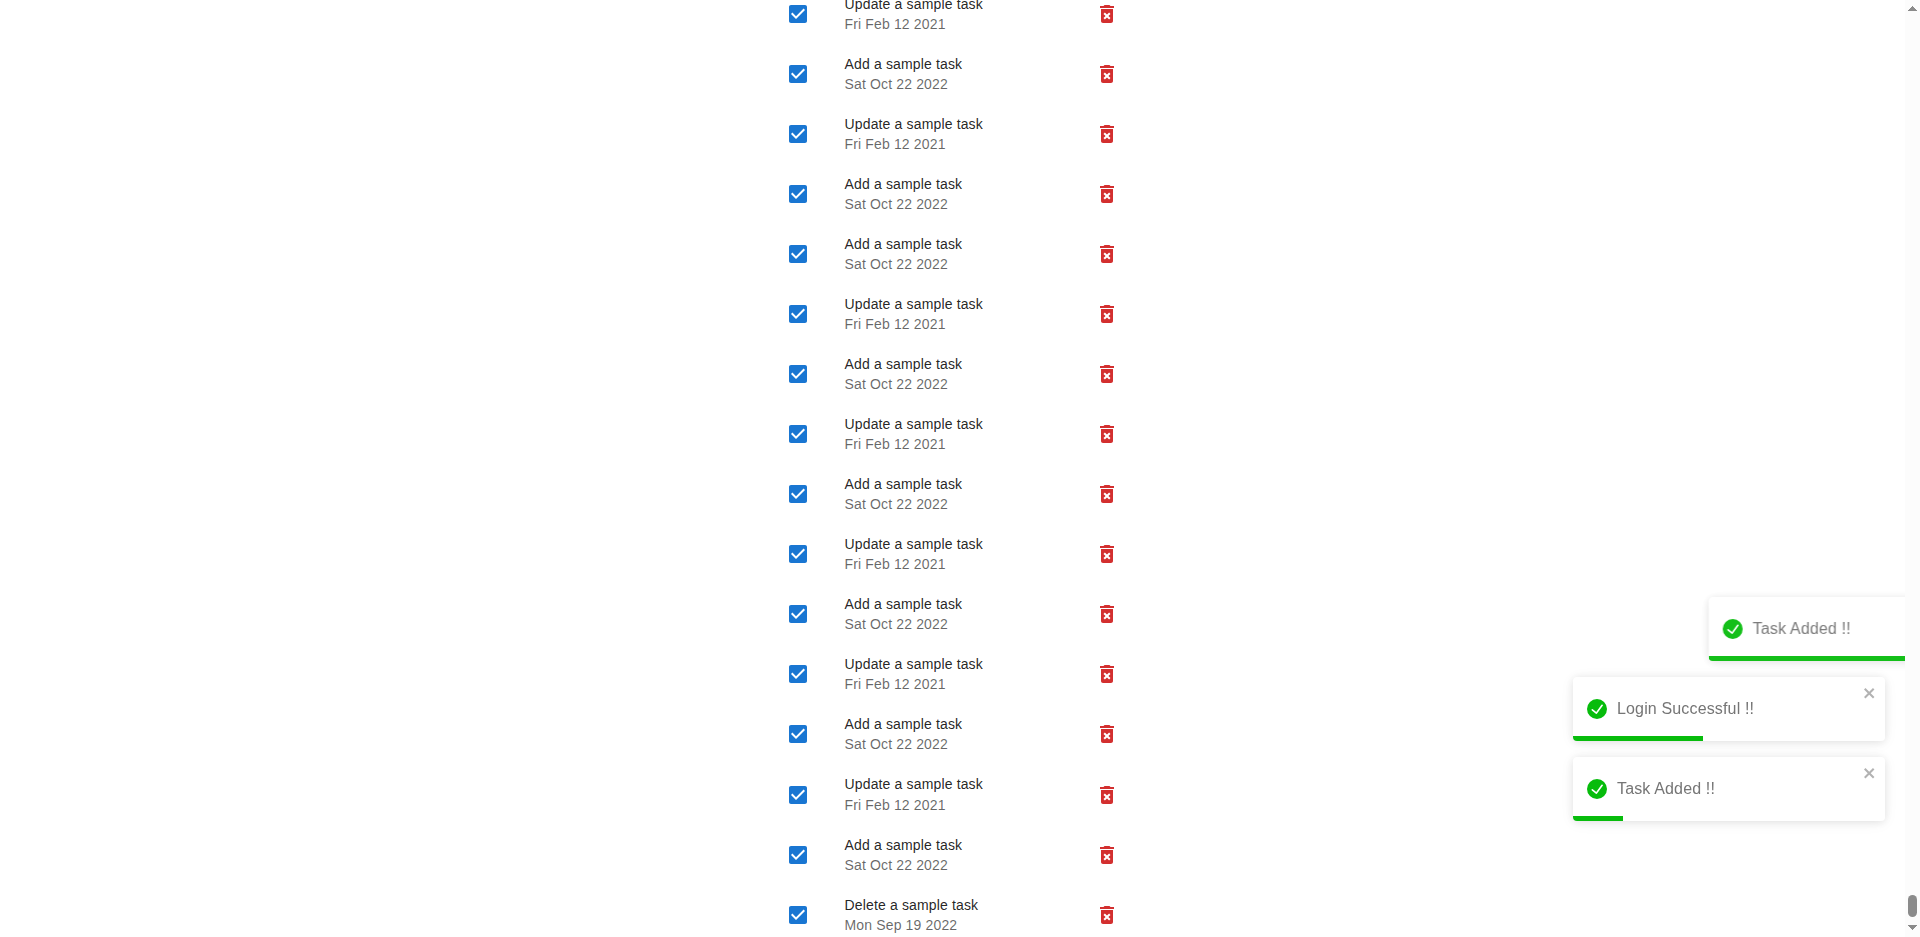 Update a sample task
Fri Feb 12 2021
Add a sample task
Sat Oct 22 2022
Update a sample task
Fri Feb 12 2021
Add a sample task
Sat Oct 22 2022
Add a sample task
Sat Oct 22 2022
Update a sample task
Fri Feb 12 2021
Add a sample task
Sat Oct 22 2022
Update a sample task
Fri Feb 12 2021
Add a sample task
Sat Oct 22 2022
Update a sample task
Fri Feb 12 2021
Add a sample task
Sat Oct 22 2022
Update a sample task
Fri Feb 12 2021
Add a sample task
Sat Oct 22 2022
Update a sample task
Fri Feb 12 2021
Add a sample task
Sat Oct 22 2022
Delete a sample task
Mon Sep 19 2022
Task Added !!
Login Successful !!
Task Added !!